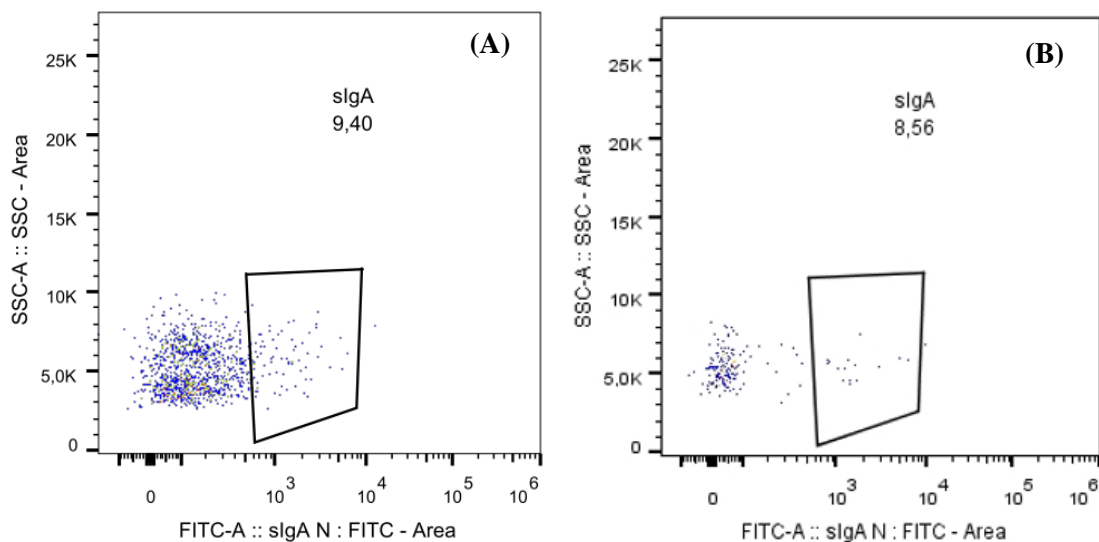 (A)
sIgA
9,40
25K
20K
15K
10K
5.0K
0
SSC-A :: SSC - Area
0 10^3 10^4 10^5 10^6
FITC-A :: sIgA N : FITC - Area
(B)
sIgA
8,56
25K
20K
15K
10K
5.0K
0
SSC-A :: SSC - Area
0 10^3 10^4 10^5 10^6
FITC-A :: sIgA N : FITC - Area